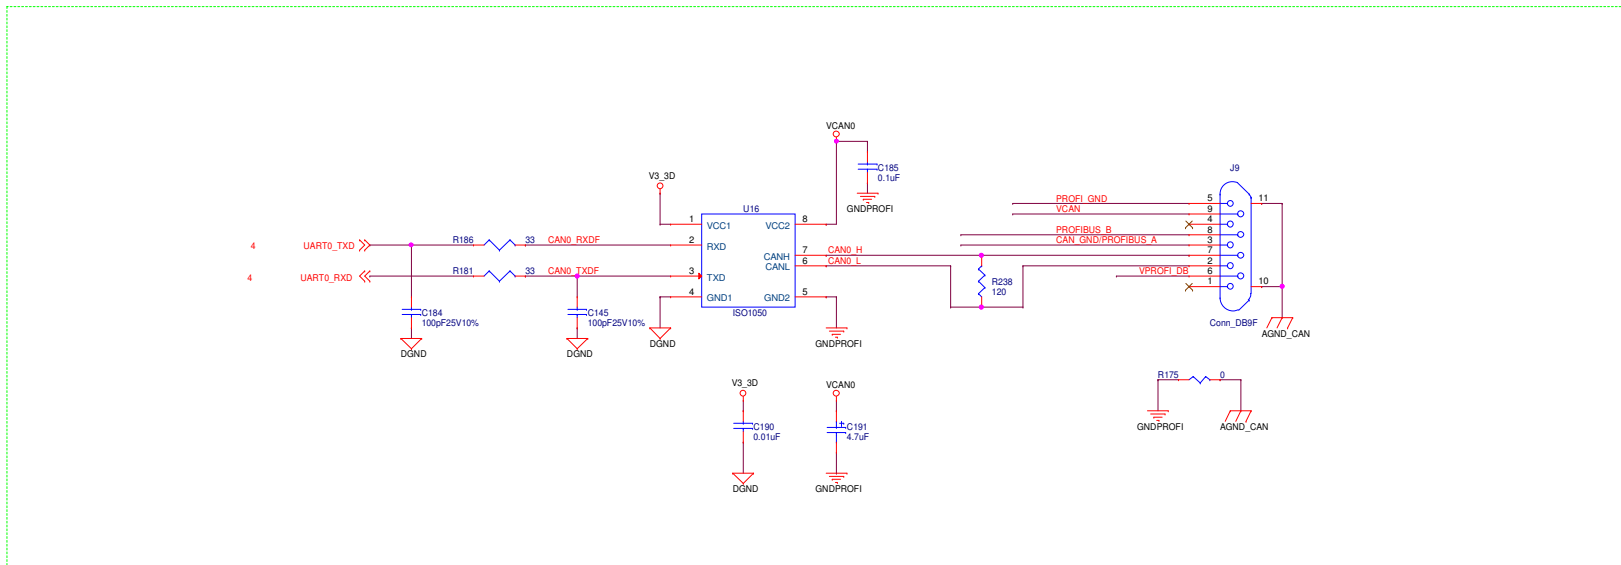 VCAN0
C185
0.1uF
GNDPROFI
V3_3D
J9
U16
PROFI_GND
5
11
VCAN
9
4
1
VCC1
VCC2
8
PROFIBUS_B
8
4
UART0_TXD
R186
33
CAN0_RXDF
2
RXD
CAN_GND/PROFIBUS_A
3
CANH
7
CAN0_H
7
CANL
6
CAN0_L
2
4
UART0_RXD
R181
33
CAN0_TXDF
3
TXD
VPROFI_DB
6
R238
120
1
10
4
GND1
GND2
5
C184
100pF25V10%
C145
100pF25V10%
ISO1050
Conn_DB9F
AGND_CAN
DGND
DGND
DGND
GNDPROFI
R175
0
V3_3D
VCAN0
GNDPROFI
AGND_CAN
C190
0.01uF
+
C191
4.7uF
DGND
GNDPROFI